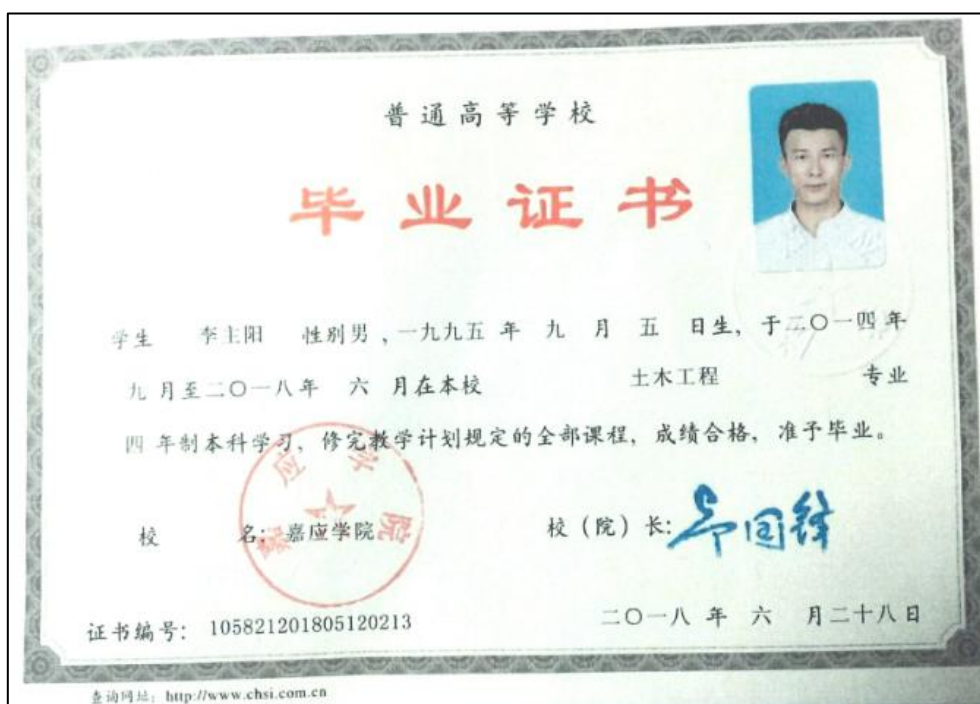 普通高等学校
毕业证书
学生 李主阳 性别男，一九九五 年 九 月 五 日生，于二〇一四年
九 月至二〇一八年 六 月在本校 土木工程 专业
四 年制本科学习，修完教学计划规定的全部课程，成绩合格，准予毕业。
校 名：嘉应学院 校（院）长：
嘉应学院
证书编号：105821201805120213 二〇一八 年 六 月二十八日
查询网址：http://www.chsi.com.cn